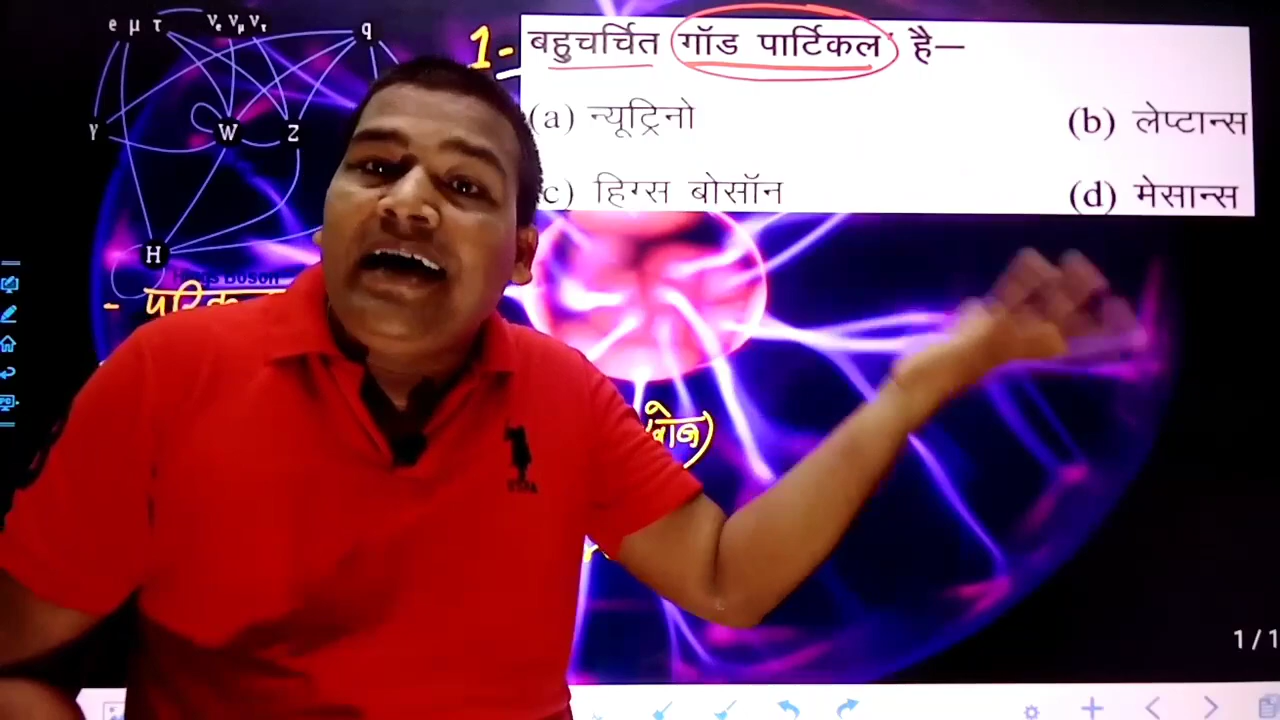 e μ τ
νe νμ ντ
q
1-
बहुचर्चित गॉड पार्टिकल है—
(a) न्यूट्रिनो
(b) लेप्टान्स
γ
W
Z
c) हिग्स बोसॉन
(d) मेसान्स
H
(खोज)
1/1